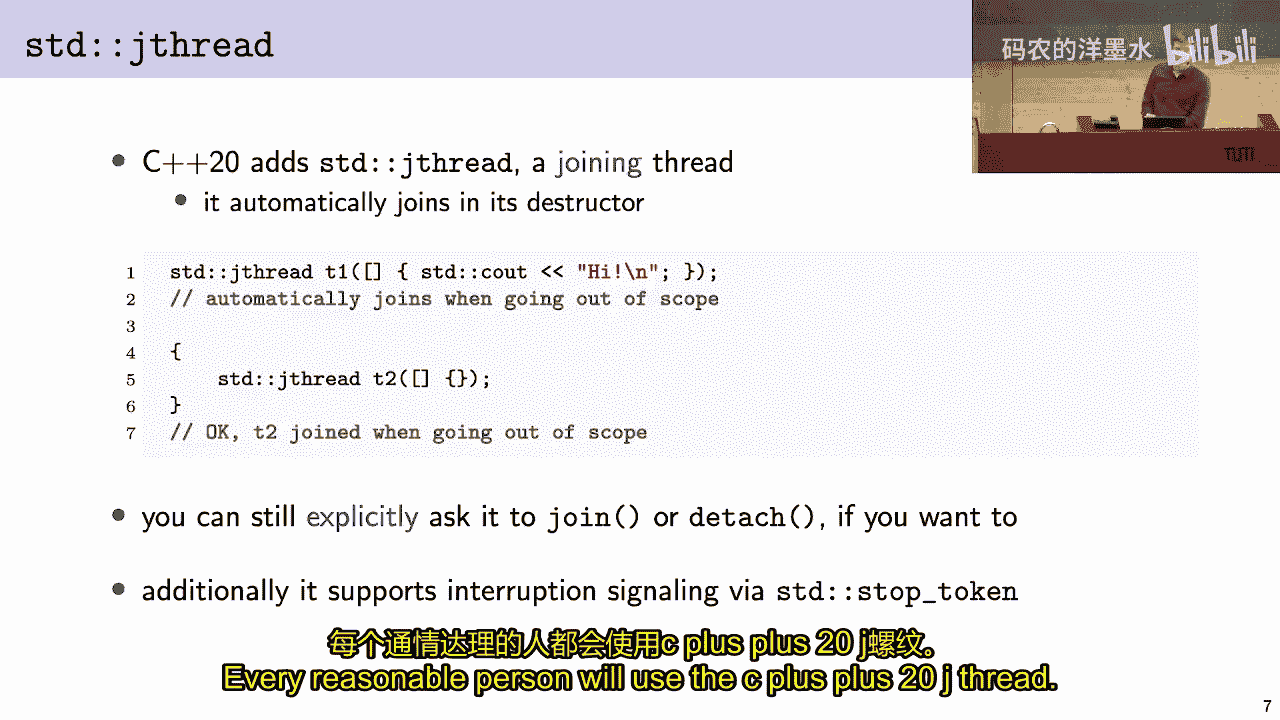 std::jthread
码农的洋墨水 bilibili
TUM
• C++20 adds std::jthread, a joining thread
• it automatically joins in its destructor
1 std::jthread t1([] { std::cout << "Hi!\n"; });
2 // automatically joins when going out of scope
3
4 {
5 std::jthread t2([] {});
6 }
7 // OK, t2 joined when going out of scope
• you can still explicitly ask it to join() or detach(), if you want to
• additionally it supports interruption signaling via std::stop_token
每个通情达理的人都会使用c plus plus 20 j螺纹。
Every reasonable person will use the c plus plus 20 j thread.
7